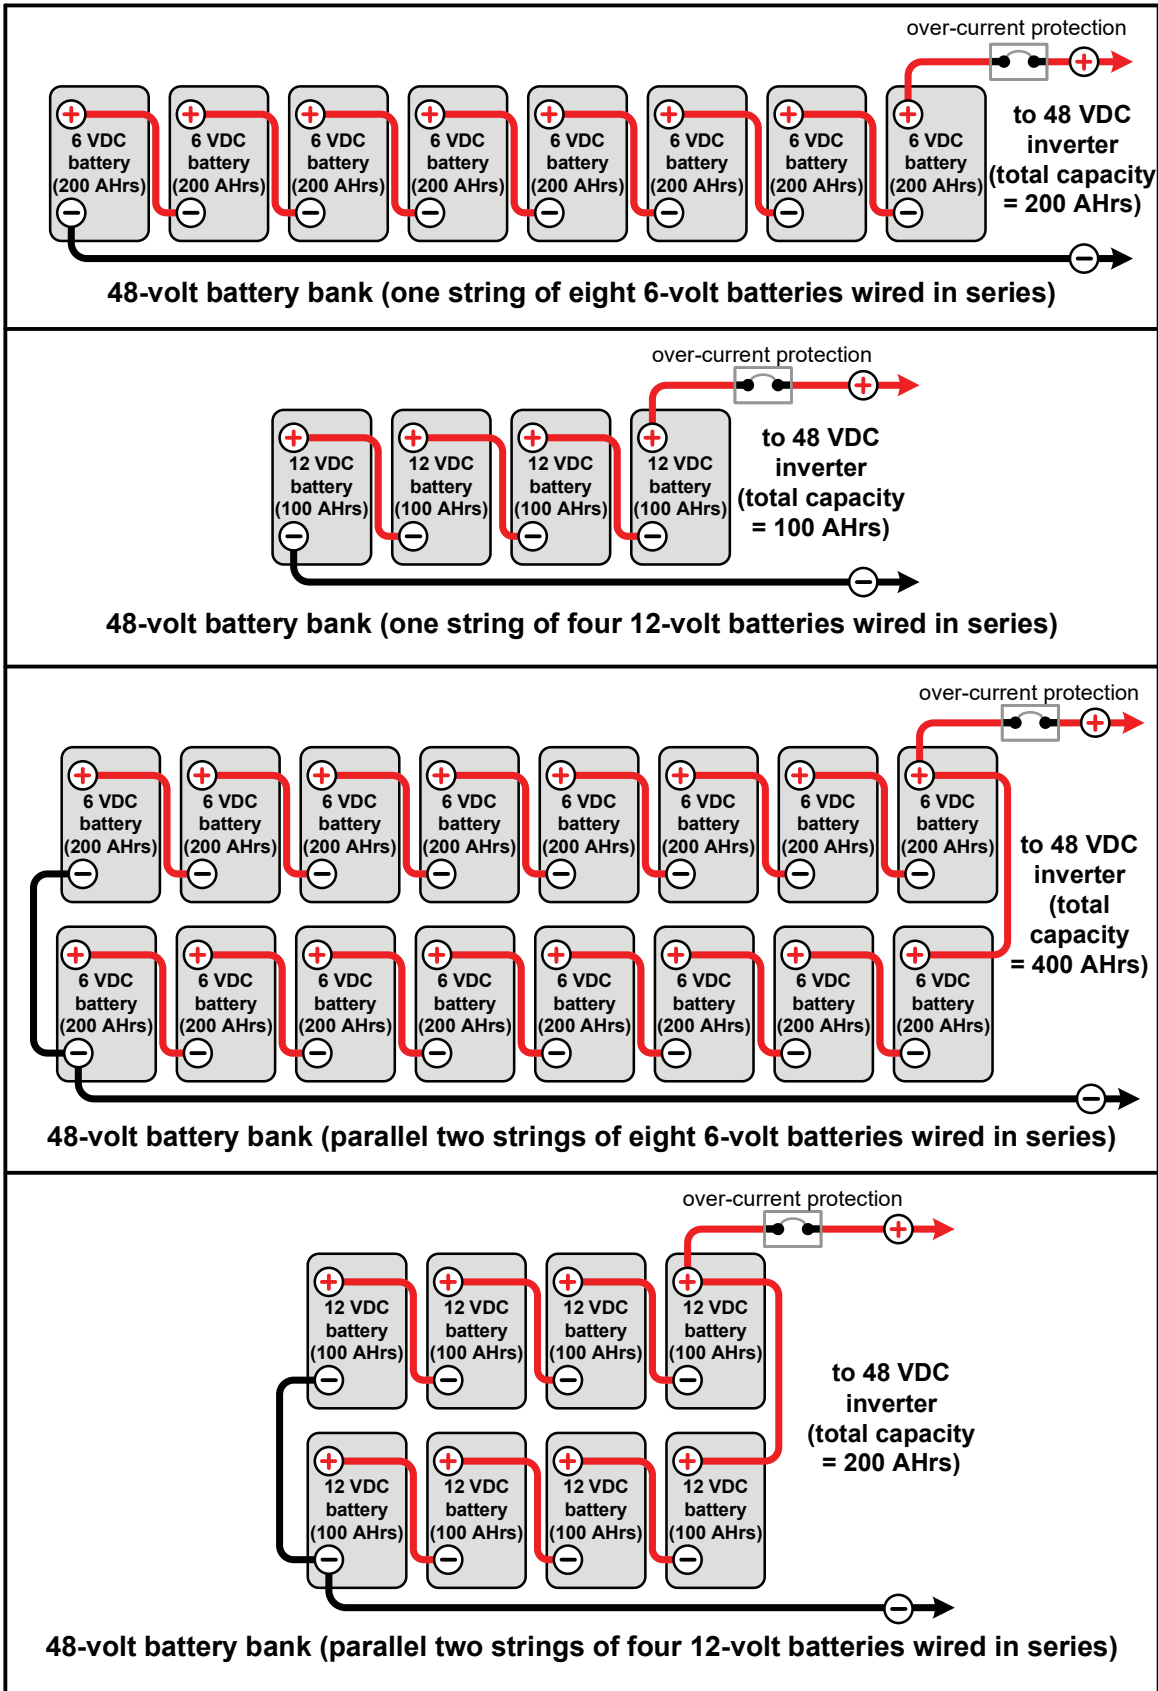 over-current protection
6 VDC battery (200 AHrs)
6 VDC battery (200 AHrs)
6 VDC battery (200 AHrs)
6 VDC battery (200 AHrs)
6 VDC battery (200 AHrs)
6 VDC battery (200 AHrs)
6 VDC battery (200 AHrs)
6 VDC battery (200 AHrs)
to 48 VDC
inverter
(total capacity
= 200 AHrs)
48-volt battery bank (one string of eight 6-volt batteries wired in series)
over-current protection
12 VDC battery (100 AHrs)
12 VDC battery (100 AHrs)
12 VDC battery (100 AHrs)
12 VDC battery (100 AHrs)
to 48 VDC
inverter
(total capacity
= 100 AHrs)
48-volt battery bank (one string of four 12-volt batteries wired in series)
over-current protection
6 VDC battery (200 AHrs)
6 VDC battery (200 AHrs)
6 VDC battery (200 AHrs)
6 VDC battery (200 AHrs)
6 VDC battery (200 AHrs)
6 VDC battery (200 AHrs)
6 VDC battery (200 AHrs)
6 VDC battery (200 AHrs)
to 48 VDC
inverter
(total
capacity
= 400 AHrs)
6 VDC battery (200 AHrs)
6 VDC battery (200 AHrs)
6 VDC battery (200 AHrs)
6 VDC battery (200 AHrs)
6 VDC battery (200 AHrs)
6 VDC battery (200 AHrs)
6 VDC battery (200 AHrs)
6 VDC battery (200 AHrs)
48-volt battery bank (parallel two strings of eight 6-volt batteries wired in series)
over-current protection
12 VDC battery (100 AHrs)
12 VDC battery (100 AHrs)
12 VDC battery (100 AHrs)
12 VDC battery (100 AHrs)
to 48 VDC
inverter
(total capacity
= 200 AHrs)
12 VDC battery (100 AHrs)
12 VDC battery (100 AHrs)
12 VDC battery (100 AHrs)
12 VDC battery (100 AHrs)
48-volt battery bank (parallel two strings of four 12-volt batteries wired in series)